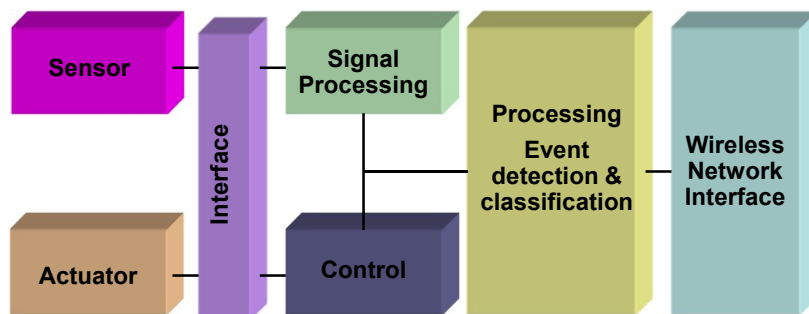 Sensor
Signal
Processing
Interface
Actuator
Control
Processing
Event
detection &
classification
Wireless
Network
Interface